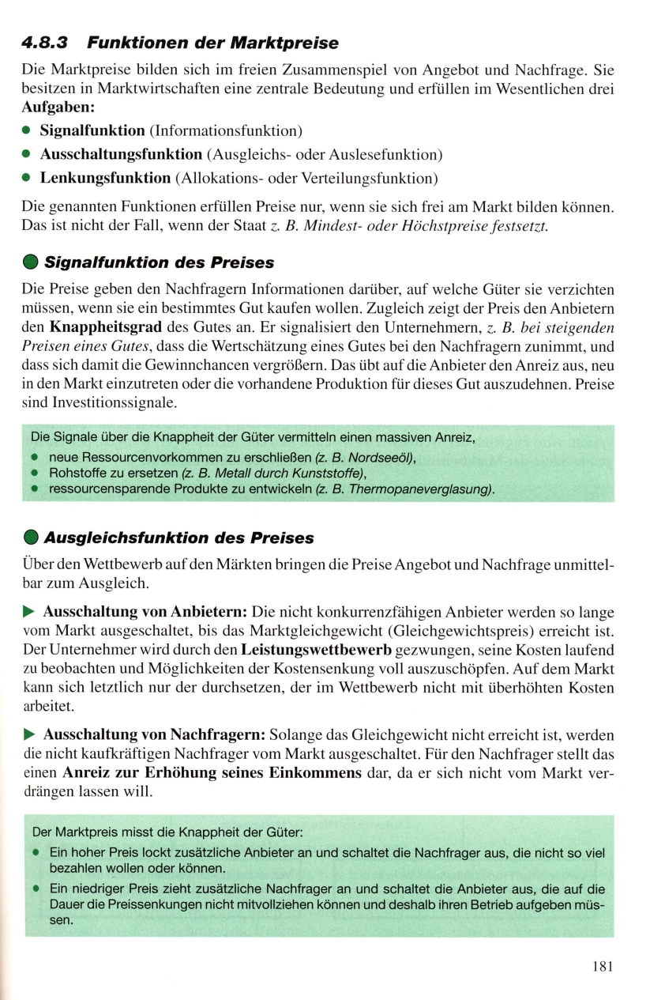 4.8.3 Funktionen der Marktpreise
Die Marktpreise bilden sich im freien Zusammenspiel von Angebot und Nachfrage. Sie
besitzen in Marktwirtschaften eine zentrale Bedeutung und erfüllen im Wesentlichen drei
Aufgaben:
• Signalfunktion (Informationsfunktion)
• Ausschaltungsfunktion (Ausgleichs- oder Auslesefunktion)
• Lenkungsfunktion (Allokations- oder Verteilungsfunktion)
Die genannten Funktionen erfüllen Preise nur, wenn sie sich frei am Markt bilden können.
Das ist nicht der Fall, wenn der Staat z. B. Mindest- oder Höchstpreise festsetzt.
● Signalfunktion des Preises
Die Preise geben den Nachfragern Informationen darüber, auf welche Güter sie verzichten
müssen, wenn sie ein bestimmtes Gut kaufen wollen. Zugleich zeigt der Preis den Anbietern
den Knappheitsgrad des Gutes an. Er signalisiert den Unternehmern, z. B. bei steigenden
Preisen eines Gutes, dass die Wertschätzung eines Gutes bei den Nachfragern zunimmt, und
dass sich damit die Gewinnchancen vergrößern. Das übt auf die Anbieter den Anreiz aus, neu
in den Markt einzutreten oder die vorhandene Produktion für dieses Gut auszudehnen. Preise
sind Investitionssignale.
Die Signale über die Knappheit der Güter vermitteln einen massiven Anreiz,
• neue Ressourcenvorkommen zu erschließen (z. B. Nordseeöl),
• Rohstoffe zu ersetzen (z. B. Metall durch Kunststoffe),
• ressourcensparende Produkte zu entwickeln (z. B. Thermopaneverglasung).
● Ausgleichsfunktion des Preises
Über den Wettbewerb auf den Märkten bringen die Preise Angebot und Nachfrage unmittel-
bar zum Ausgleich.
▶ Ausschaltung von Anbietern: Die nicht konkurrenzfähigen Anbieter werden so lange
vom Markt ausgeschaltet, bis das Marktgleichgewicht (Gleichgewichtspreis) erreicht ist.
Der Unternehmer wird durch den Leistungswettbewerb gezwungen, seine Kosten laufend
zu beobachten und Möglichkeiten der Kostensenkung voll auszuschöpfen. Auf dem Markt
kann sich letztlich nur der durchsetzen, der im Wettbewerb nicht mit überhöhten Kosten
arbeitet.
▶ Ausschaltung von Nachfragern: Solange das Gleichgewicht nicht erreicht ist, werden
die nicht kaufkräftigen Nachfrager vom Markt ausgeschaltet. Für den Nachfrager stellt das
einen Anreiz zur Erhöhung seines Einkommens dar, da er sich nicht vom Markt ver-
drängen lassen will.
Der Marktpreis misst die Knappheit der Güter:
• Ein hoher Preis lockt zusätzliche Anbieter an und schaltet die Nachfrager aus, die nicht so viel
bezahlen wollen oder können.
• Ein niedriger Preis zieht zusätzliche Nachfrager an und schaltet die Anbieter aus, die auf die
Dauer die Preissenkungen nicht mitvollziehen können und deshalb ihren Betrieb aufgeben müs-
sen.
181